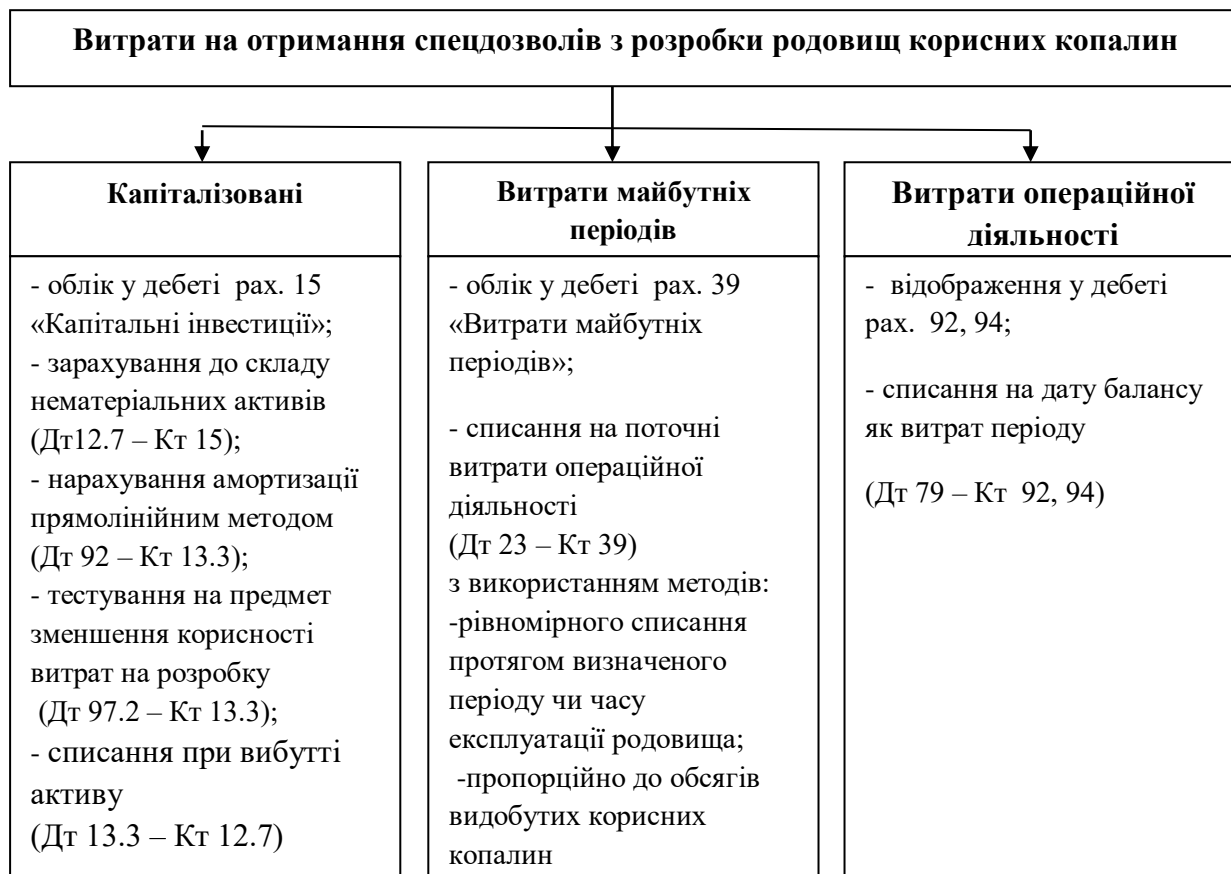 Витрати на отримання спецдозволів з розробки родовищ корисних копалин
Капіталізовані
- облік у дебеті рах. 15
«Капітальні інвестиції»;
- зарахування до складу
нематеріальних активів
(Дт12.7 – Кт 15);
- нарахування амортизації
прямолінійним методом
(Дт 92 – Кт 13.3);
- тестування на предмет
зменшення корисності
витрат на розробку
(Дт 97.2 – Кт 13.3);
- списання при вибутті
активу
(Дт 13.3 – Кт 12.7)
Витрати майбутніх
періодів
- облік у дебеті рах. 39
«Витрати майбутніх
періодів»;
- списання на поточні
витрати операційної
діяльності
(Дт 23 – Кт 39)
з використанням методів:
-рівномірного списання
протягом визначеного
періоду чи часу
експлуатації родовища;
-пропорційно до обсягів
видобутих корисних
копалин
Витрати операційної
діяльності
- відображення у дебеті
рах. 92, 94;
- списання на дату балансу
як витрат періоду
(Дт 79 – Кт 92, 94)